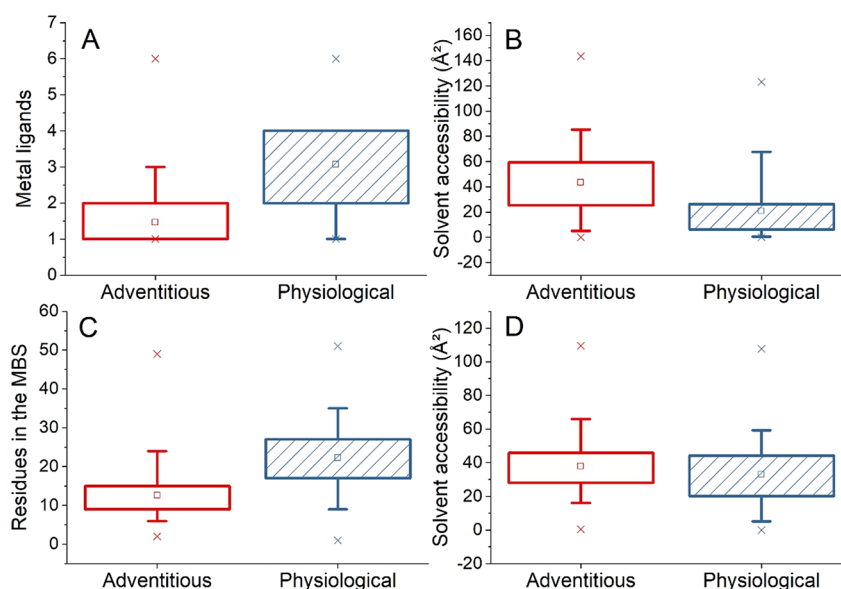 A
Metal ligands
7
6
5
4
3
2
1
0
Adventitious Physiological
B
Solvent accessibility (Å²)
160
140
120
100
80
60
40
20
0
-20
Adventitious Physiological
C
Residues in the MBS
60
50
40
30
20
10
0
Adventitious Physiological
D
Solvent accessibility (Å²)
120
100
80
60
40
20
0
-20
Adventitious Physiological